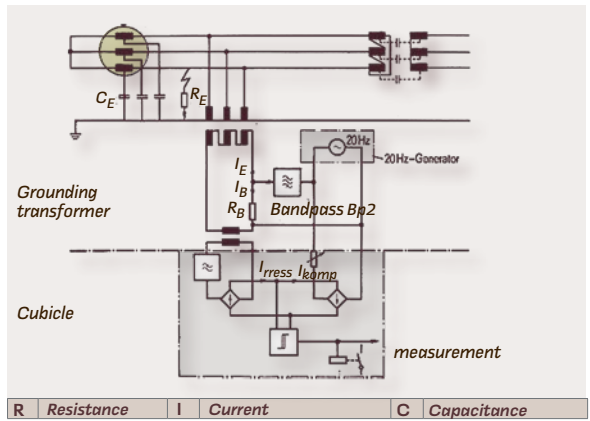 C_E
R_E
20Hz
20Hz-Generator
I_E
I_B
R_B
Bandpass Bp2
Grounding
transformer
I_rress I_komp
Cubicle
measurement
R Resistance I Current C Capacitance